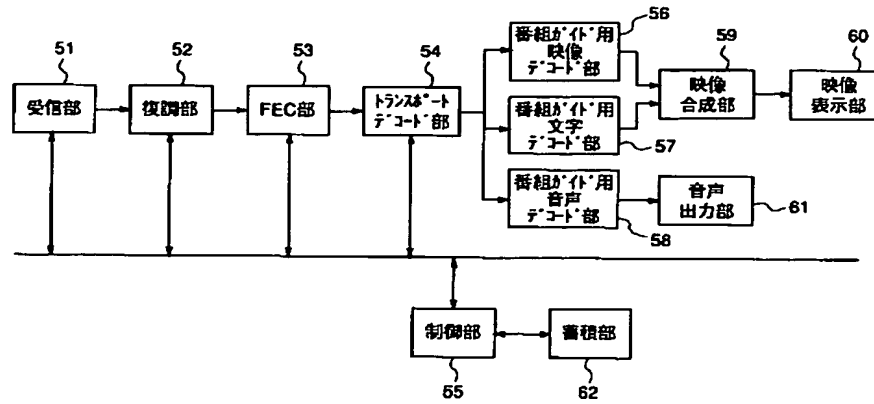 51
52
53
54
56
59
60
受信部
復調部
FEC部
トランスポート
デコード部
番組ガイド用
映像
デコード部
番組ガイド用
文字
デコード部
57
番組ガイド用
音声
デコード部
58
映像
合成部
映像
表示部
音声
出力部
61
制御部
55
蓄積部
62